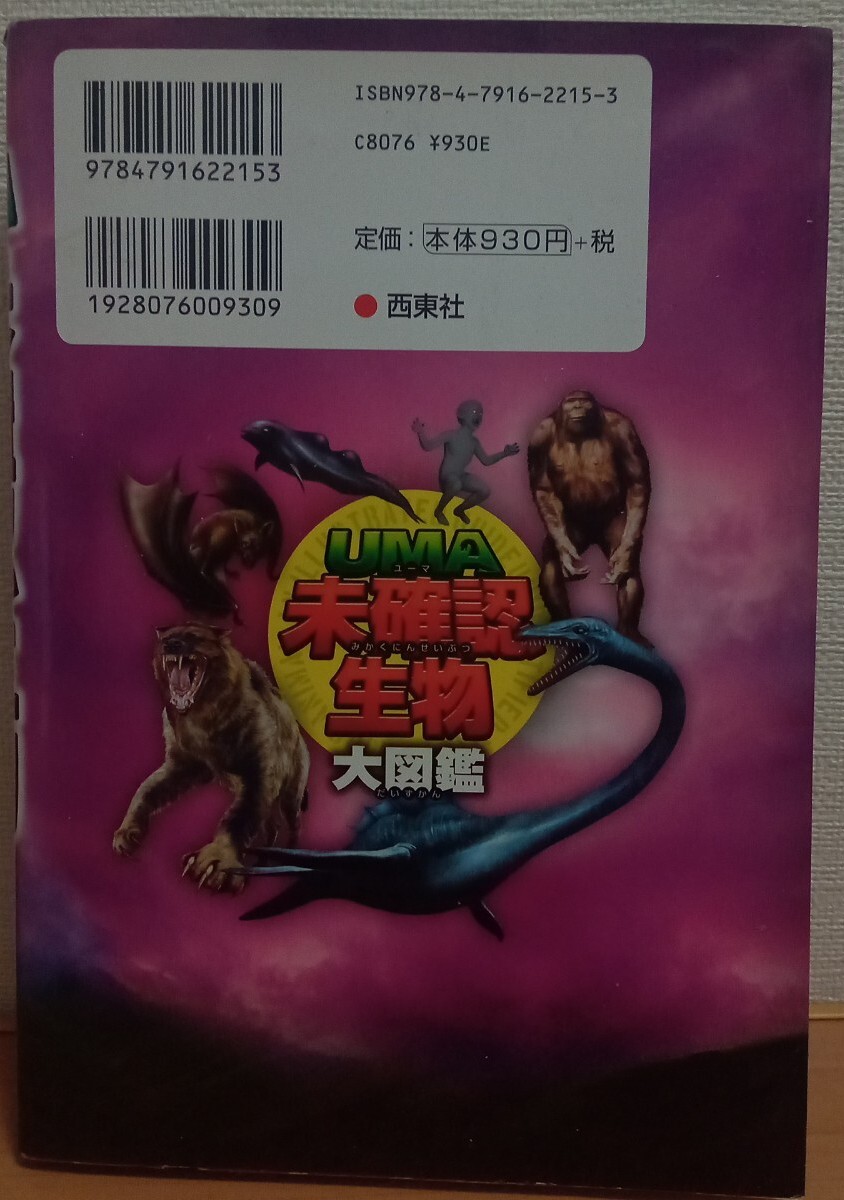 ISBN978-4-7916-2215-3
9784791622153
C8076 ¥930E
定価：本体930円+税
1928076009309
西東社
UMA
ユーマ
未確認
みかくにんせいぶつ
生物
大図鑑
だいずかん